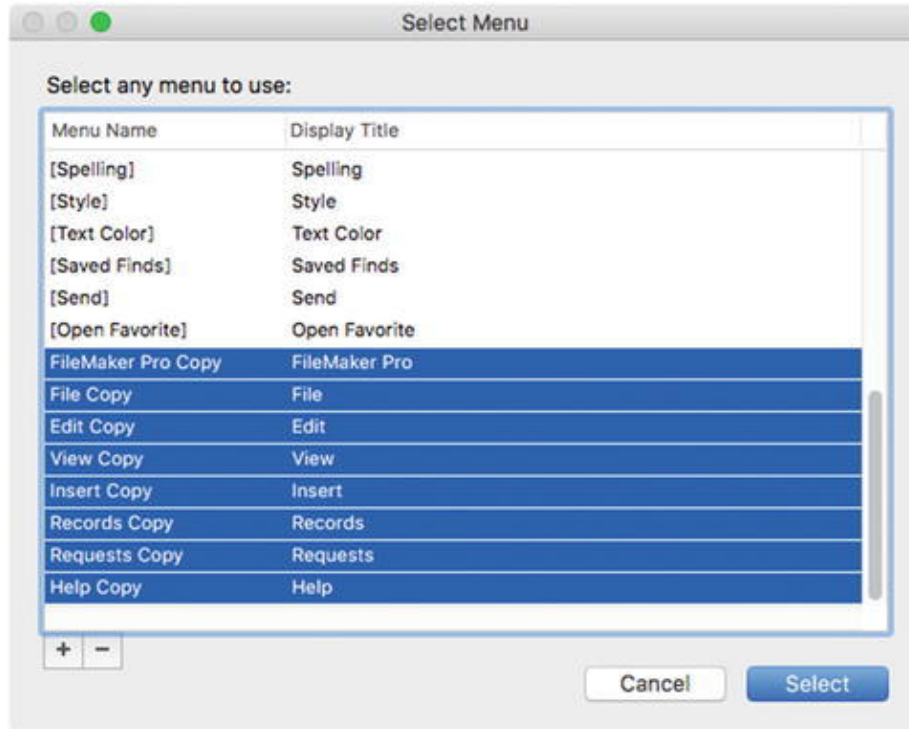 Select Menu
Select any menu to use:
Menu Name Display Title
[Spelling] Spelling
[Style] Style
[Text Color] Text Color
[Saved Finds] Saved Finds
[Send] Send
[Open Favorite] Open Favorite
FileMaker Pro Copy FileMaker Pro
File Copy File
Edit Copy Edit
View Copy View
Insert Copy Insert
Records Copy Records
Requests Copy Requests
Help Copy Help
+ −
Cancel Select